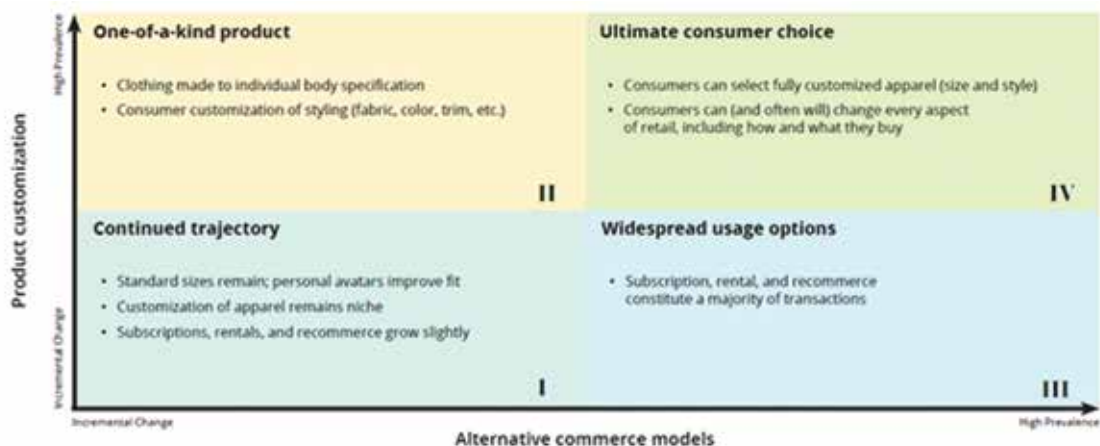 High Prevalence
Product customization
Incremental Change
One-of-a-kind product
• Clothing made to individual body specification
• Consumer customization of styling (fabric, color, trim, etc.)
II
Ultimate consumer choice
• Consumers can select fully customized apparel (size and style)
• Consumers can (and often will) change every aspect
of retail, including how and what they buy
IV
Continued trajectory
• Standard sizes remain; personal avatars improve fit
• Customization of apparel remains niche
• Subscriptions, rentals, and recommerce grow slightly
I
Widespread usage options
• Subscription, rental, and recommerce
constitute a majority of transactions
III
Incremental Change
High Prevalence
Alternative commerce models